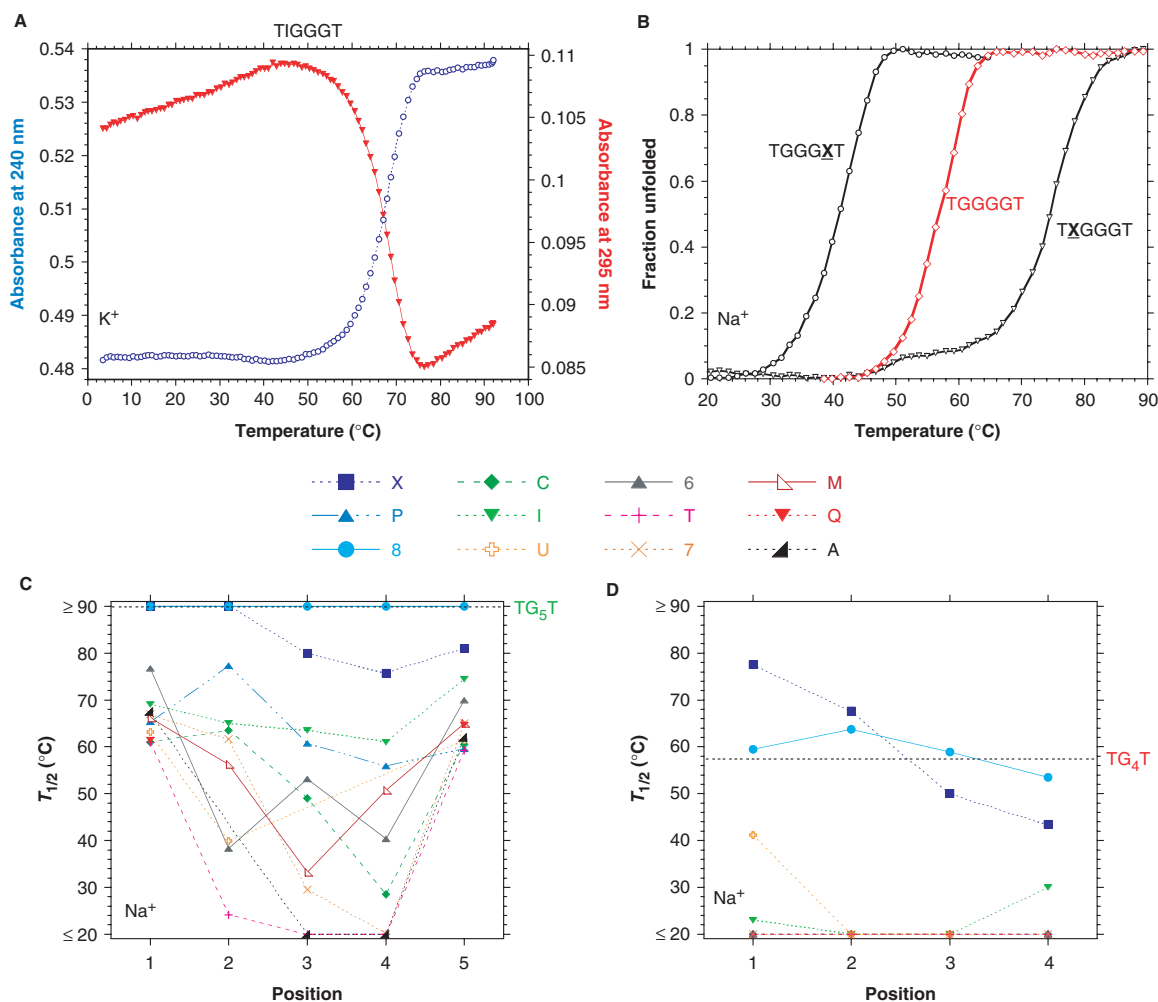 A
TIGGGT
0.54
0.53
0.52
0.51
0.5
0.49
0.48
Absorbance at 240 nm
0.11
0.105
0.1
0.095
0.09
0.085
Absorbance at 295 nm
K+
0 10 20 30 40 50 60 70 80 90 100
Temperature (°C)
B
1
0.8
0.6
0.4
0.2
0
Fraction unfolded
TGGGXT
TGGGGT
TXGGGT
Na+
20 30 40 50 60 70 80 90
Temperature (°C)
X C 6 M
P I T Q
8 U 7 A
C
≥ 90
80
70
60
50
40
30
≤ 20
T1/2 (°C)
TG5T
Na+
1 2 3 4 5
Position
D
≥ 90
80
70
60
50
40
30
≤ 20
T1/2 (°C)
TG4T
Na+
1 2 3 4
Position